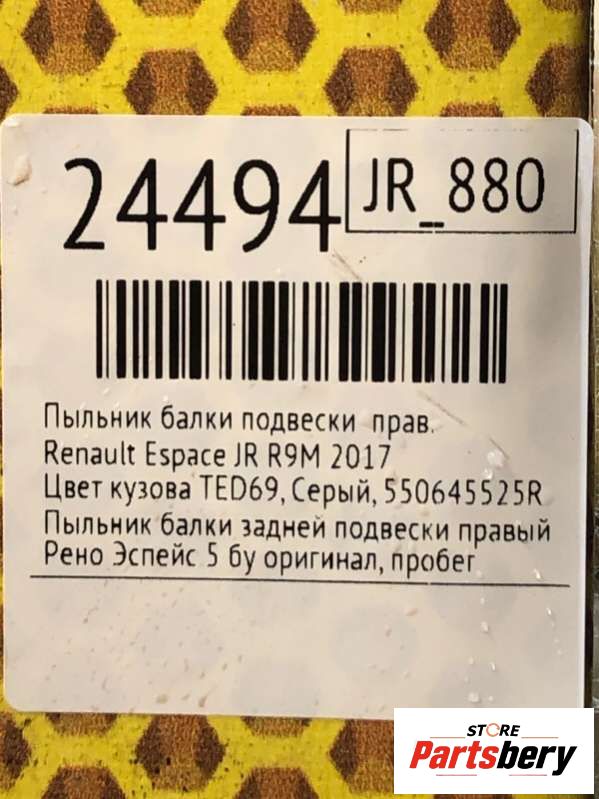 24494
JR_880
Пыльник балки подвески прав.
Renault Espace JR R9M 2017
Цвет кузова TED69, Серый, 550645525R
Пыльник балки задней подвески правый
Рено Эспейс 5 бу оригинал, пробег
STORE
Partsbery